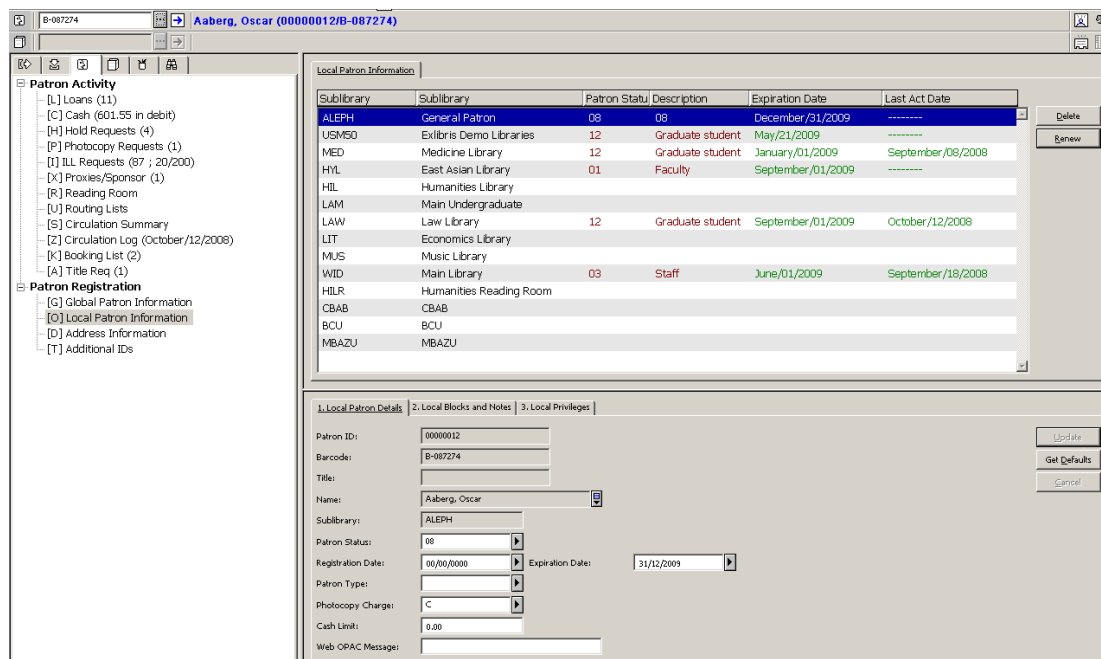 B-087274 Aaberg, Oscar (00000012/B-087274)
Patron Activity
[L] Loans (11)
[C] Cash (601.55 in debit)
[H] Hold Requests (4)
[P] Photocopy Requests (1)
[I] ILL Requests (87 ; 20/200)
[X] Proxies/Sponsor (1)
[R] Reading Room
[U] Routing Lists
[S] Circulation Summary
[Z] Circulation Log (October/12/2008)
[K] Booking List (2)
[A] Title Req (1)
Patron Registration
[G] Global Patron Information
[O] Local Patron Information
[D] Address Information
[T] Additional IDs
Local Patron Information
Sublibrary Sublibrary Patron Statu Description Expiration Date Last Act Date
ALEPH General Patron 08 08 December/31/2009 --------
USM50 Exlibris Demo Libraries 12 Graduate student May/21/2009
MED Medicine Library 12 Graduate student January/01/2009 September/08/2008
HYL East Asian Library 01 Faculty September/01/2009 --------
HIL Humanities Library
LAM Main Undergraduate
LAW Law Library 12 Graduate student September/01/2009 October/12/2008
LIT Economics Library
MUS Music Library
WID Main Library 03 Staff June/01/2009 September/18/2008
HILR Humanities Reading Room
CBAB CBAB
BCU BCU
MBAZU MBAZU
Delete
Renew
1. Local Patron Details 2. Local Blocks and Notes 3. Local Privileges
Patron ID: 00000012
Barcode: B-087274
Title:
Name: Aaberg, Oscar
Sublibrary: ALEPH
Patron Status: 08
Registration Date: 00/00/0000 Expiration Date: 31/12/2009
Patron Type:
Photocopy Charge: C
Cash Limit: 0.00
Web OPAC Message:
Update
Get Defaults
Cancel